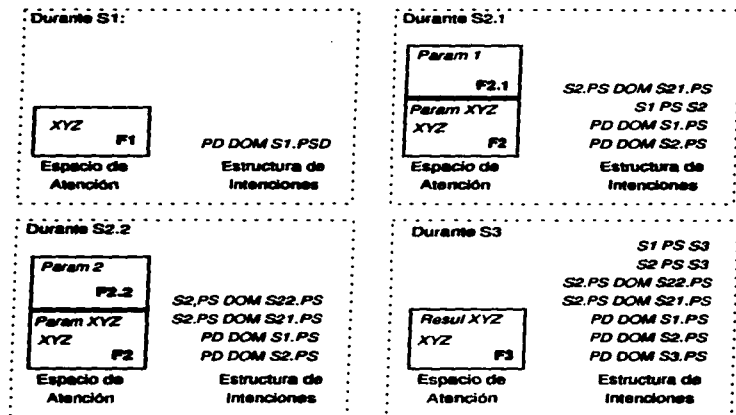 Durante S1:
XYZ
F1
PD DOM S1.PSD
Espacio de
Atención
Estructura de
Intenciones
Durante S2.1
Param 1
F2.1
Param XYZ
XYZ
F2
S2.PS DOM S21.PS
S1 PS S2
PD DOM S1.PS
PD DOM S2.PS
Espacio de
Atención
Estructura de
Intenciones
Durante S2.2
Param 2
F2.2
Param XYZ
XYZ
F2
S2,PS DOM S22.PS
S2.PS DOM S21.PS
PD DOM S1.PS
PD DOM S2.PS
Espacio de
Atención
Estructura de
Intenciones
Durante S3
Resul XYZ
XYZ
F3
S1 PS S3
S2 PS S3
S2.PS DOM S22.PS
S2.PS DOM S21.PS
PD DOM S1.PS
PD DOM S2.PS
PD DOM S3.PS
Espacio de
Atención
Estructura de
Intenciones